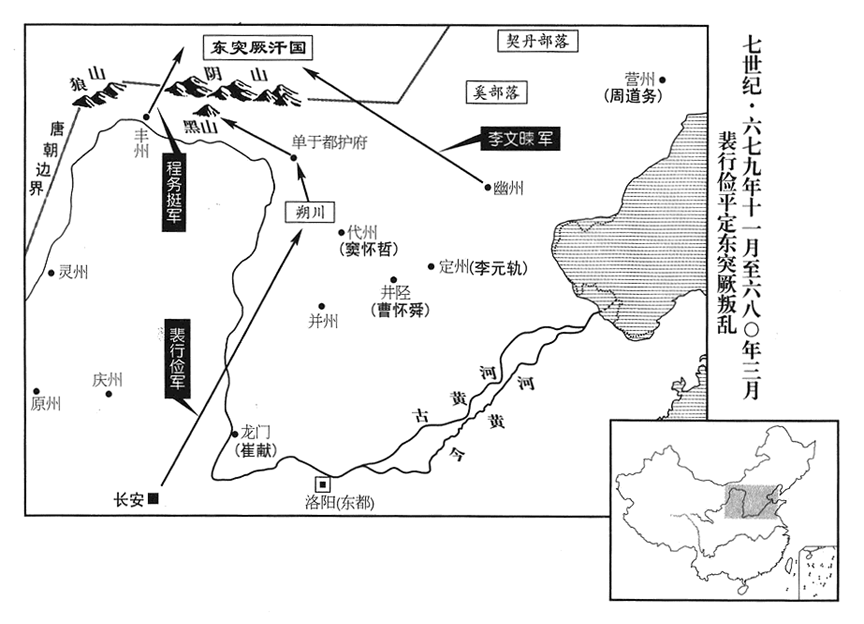 七世纪·六七九年十一月至六八〇年三月
裴行俭平定东突厥叛乱
东突厥汗国
契丹部落
奚部落
营州
(周道务)
狼山
阴山
黑山
唐朝边界
丰州
单于都护府
李文暕军
程务挺军
幽州
朔川
代州
(窦怀哲)
定州(李元轨)
灵州
井陉
(曹怀舜)
并州
裴行俭军
庆州
原州
古黄河
今黄河
龙门
(崔献)
长安
洛阳(东都)